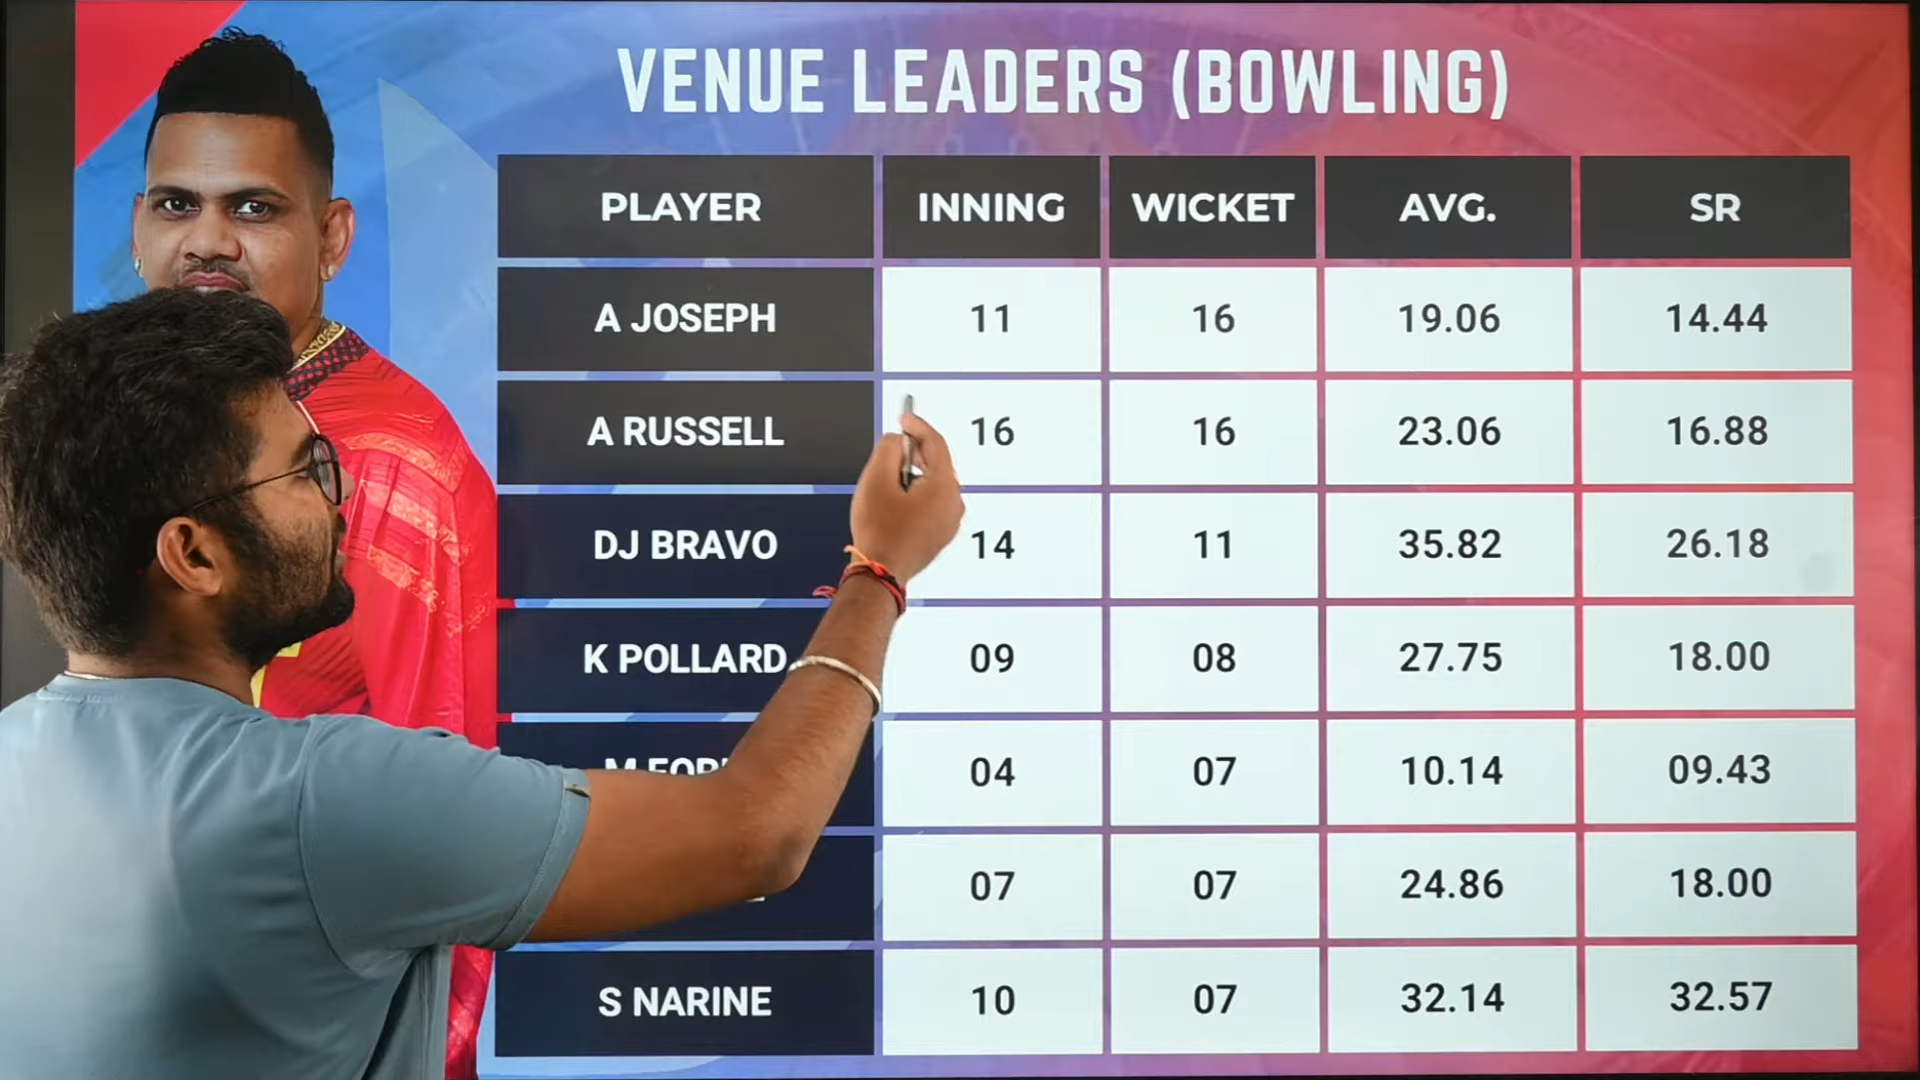 VENUE LEADERS (BOWLING)
PLAYER INNING WICKET AVG. SR
A JOSEPH 11 16 19.06 14.44
A RUSSELL 16 16 23.06 16.88
DJ BRAVO 14 11 35.82 26.18
K POLLARD 09 08 27.75 18.00
M 04 07 10.14 09.43
07 07 24.86 18.00
S NARINE 10 07 32.14 32.57